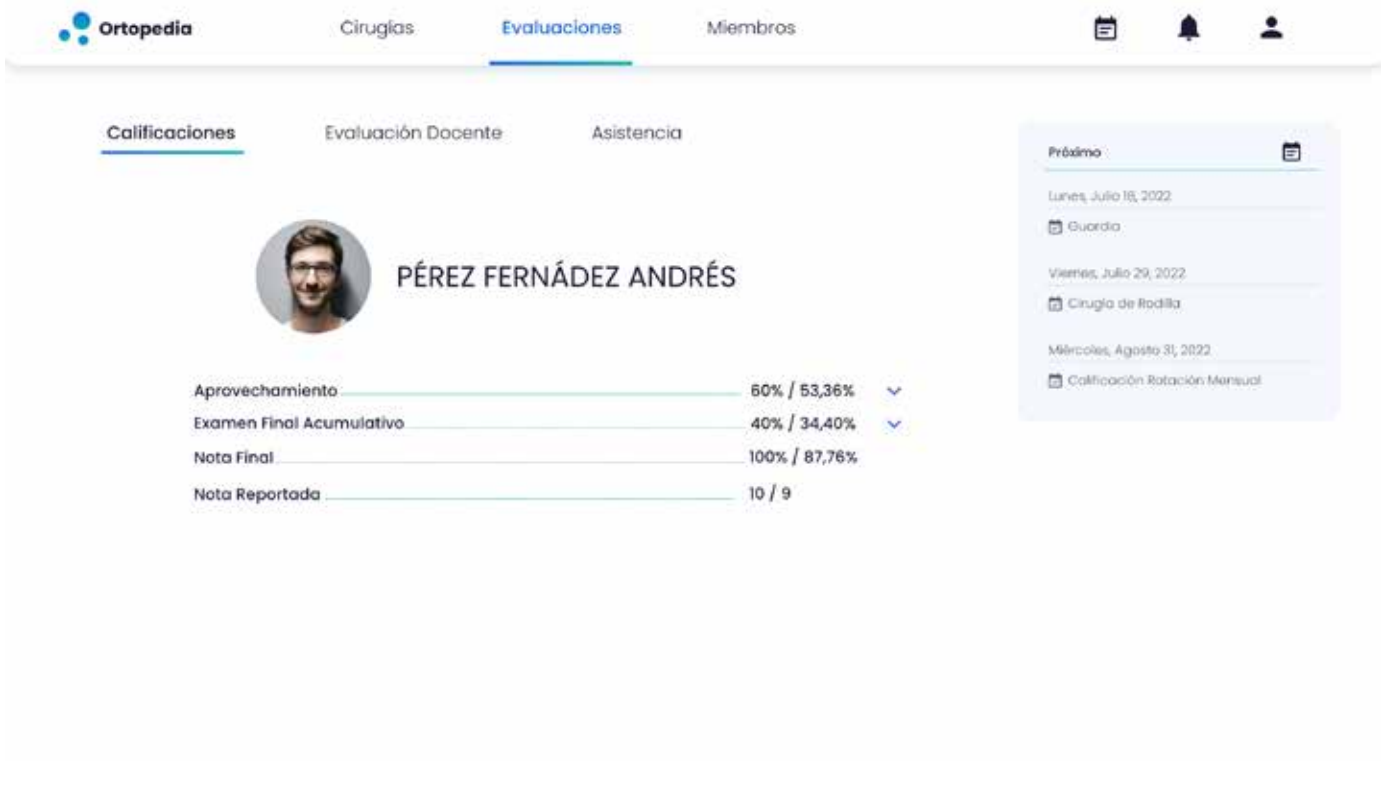 Ortopedia
Cirugías
Evaluaciones
Miembros
Calificaciones
Evaluación Docente
Asistencia
PÉREZ FERNÁDEZ ANDRÉS
Aprovechamiento 60% / 53,36%
Examen Final Acumulativo 40% / 34,40%
Nota Final 100% / 87,76%
Nota Reportada 10 / 9
Próximo
Lunes, Julio 18, 2022
Guardia
Viernes, Julio 29, 2022
Cirugía de Rodilla
Miércoles, Agosto 31, 2022
Calificación Rotación Mensual